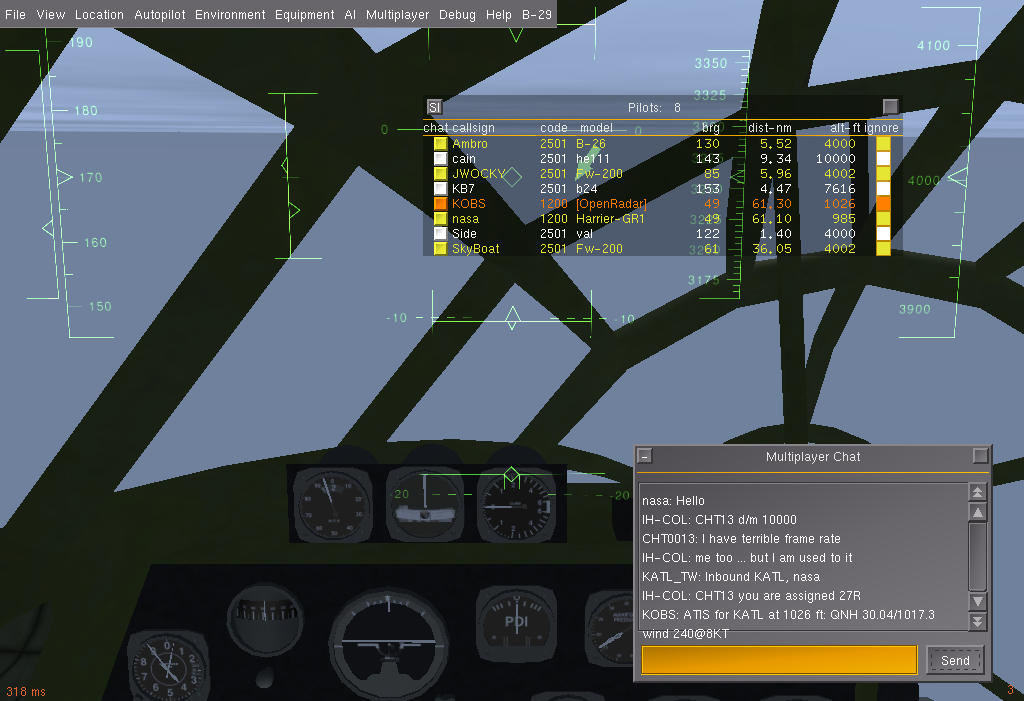 File View Location Autopilot Environment Equipment AI Multiplayer Debug Help B-29
190
180
170
160
150
4100
4000
3900
3350
3325
3175
0
0
-10
-10
-20
-20
SI Pilots: 8
chat callsign code model brg dist-nm alt-ft ignore
Ambro 2501 B-26 130 5.52 4000
cain 2501 he111 143 9.34 10000
JWOCKY 2501 Fw-200 85 5.96 4002
KB7 2501 b24 153 4.47 7616
KOBS 1200 [OpenRadar] 49 61.30 1026
nasa 1200 Harrier-GR1 49 61.10 985
Side 2501 val 122 1.40 4000
SkyBoat 2501 Fw-200 61 36.05 4002
Multiplayer Chat
nasa: Hello
IH-COL: CHT13 d/m 10000
CHT0013: I have terrible frame rate
IH-COL: me too ... but I am used to it
KATL_TW: Inbound KATL, nasa
IH-COL: CHT13 you are assigned 27R
KOBS: ATIS for KATL at 1026 ft: QNH 30.04/1017.3
wind 240@8KT
Send
PDI
318 ms
3